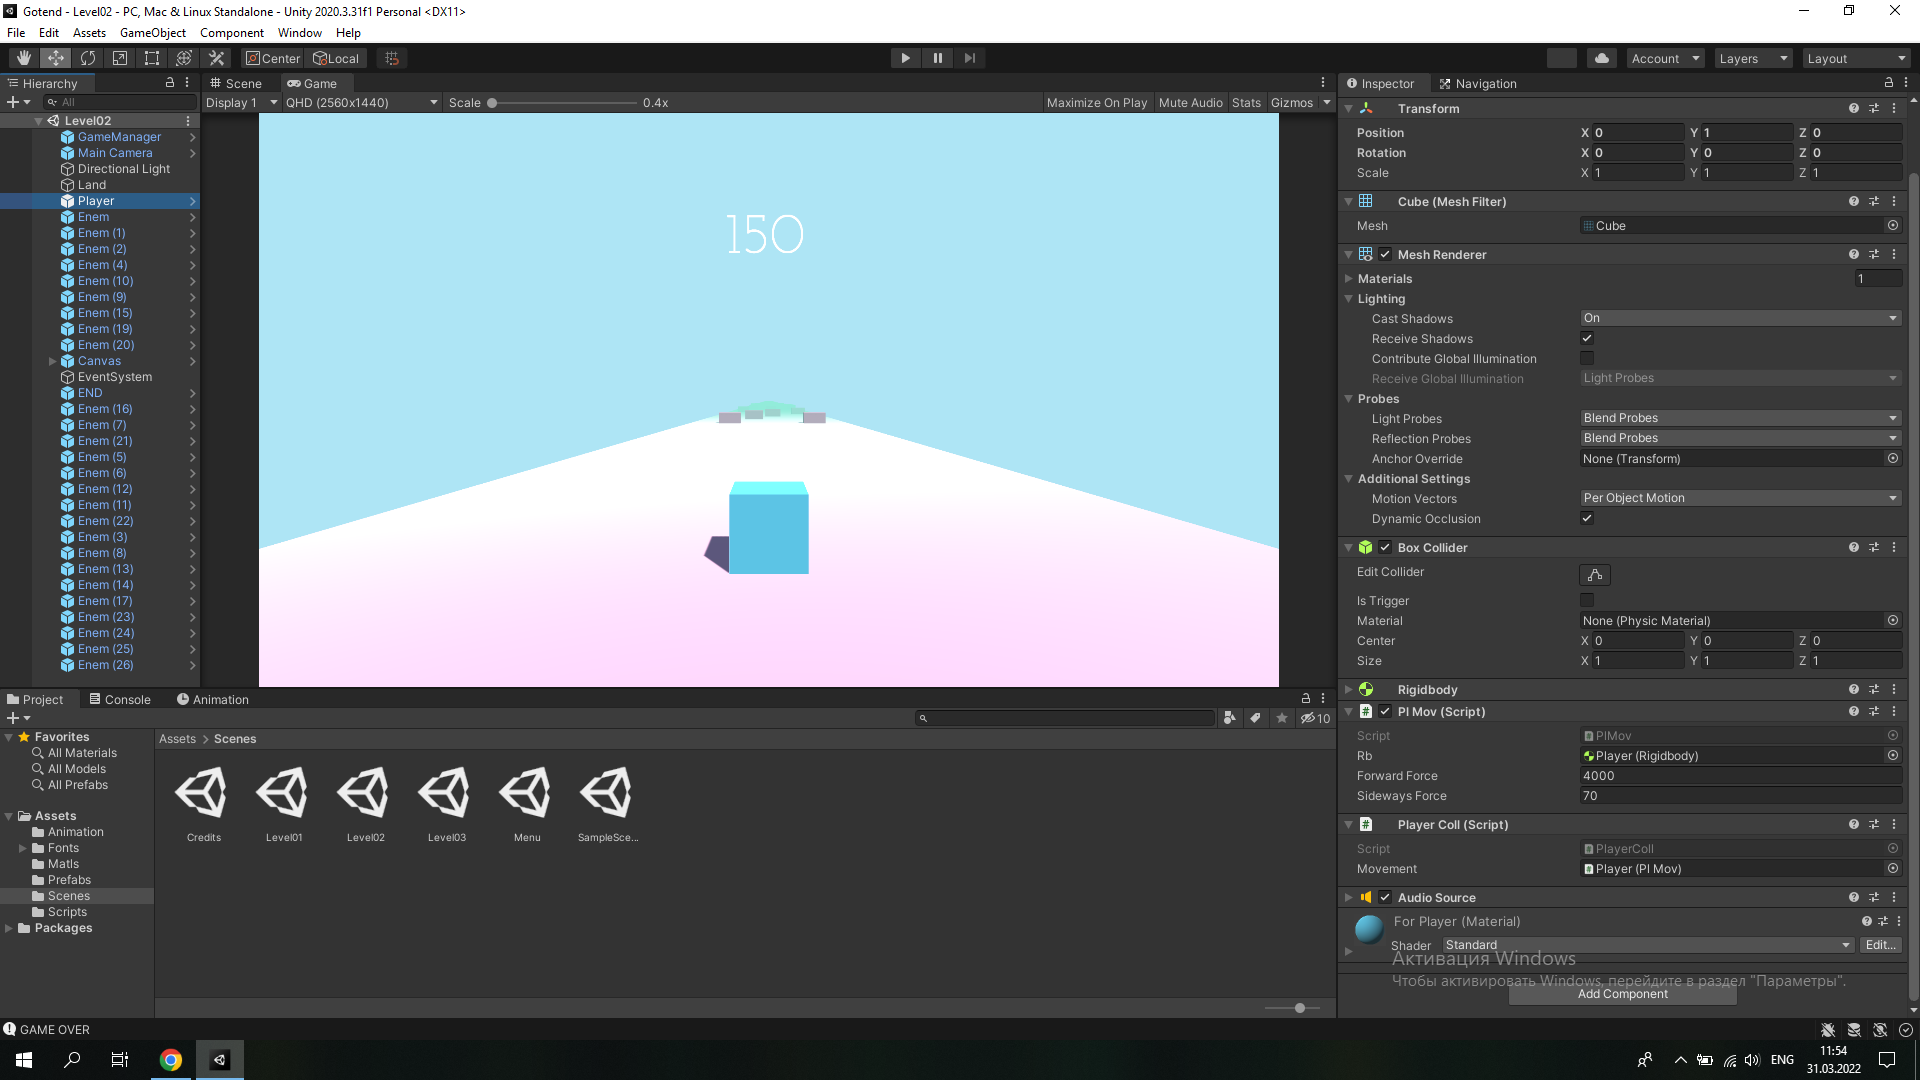 Gotend - Level02 - PC, Mac & Linux Standalone - Unity 2020.3.31f1 Personal <DX11>
File Edit Assets GameObject Component Window Help
Center Local Account Layers Layout
Hierarchy
All
Level02
GameManager
Main Camera
Directional Light
Land
Player
Enem
Enem (1)
Enem (2)
Enem (4)
Enem (10)
Enem (9)
Enem (15)
Enem (19)
Enem (20)
Canvas
EventSystem
END
Enem (16)
Enem (7)
Enem (21)
Enem (5)
Enem (6)
Enem (12)
Enem (11)
Enem (22)
Enem (3)
Enem (8)
Enem (13)
Enem (14)
Enem (17)
Enem (23)
Enem (24)
Enem (25)
Enem (26)
Scene Game
Display 1 QHD (2560x1440) Scale 0.4x Maximize On Play Mute Audio Stats Gizmos
150
Inspector Navigation
Transform
Position X 0 Y 1 Z 0
Rotation X 0 Y 0 Z 0
Scale X 1 Y 1 Z 1
Cube (Mesh Filter)
Mesh Cube
Mesh Renderer
Materials 1
Lighting
Cast Shadows On
Receive Shadows
Contribute Global Illumination
Receive Global Illumination Light Probes
Probes
Light Probes Blend Probes
Reflection Probes Blend Probes
Anchor Override None (Transform)
Additional Settings
Motion Vectors Per Object Motion
Dynamic Occlusion
Box Collider
Edit Collider
Is Trigger
Material None (Physic Material)
Center X 0 Y 0 Z 0
Size X 1 Y 1 Z 1
Rigidbody
Pl Mov (Script)
Script PlMov
Rb Player (Rigidbody)
Forward Force 4000
Sideways Force 70
Player Coll (Script)
Script PlayerColl
Movement Player (Pl Mov)
Audio Source
For Player (Material)
Shader Standard Edit...
Активация Windows
Чтобы активировать Windows, перейдите в раздел "Параметры".
Add Component
Project Console Animation
10
Favorites
All Materials
All Models
All Prefabs
Assets
Animation
Fonts
Matls
Prefabs
Scenes
Scripts
Packages
Assets > Scenes
Credits Level01 Level02 Level03 Menu SampleSce...
GAME OVER
ENG
11:54
31.03.2022